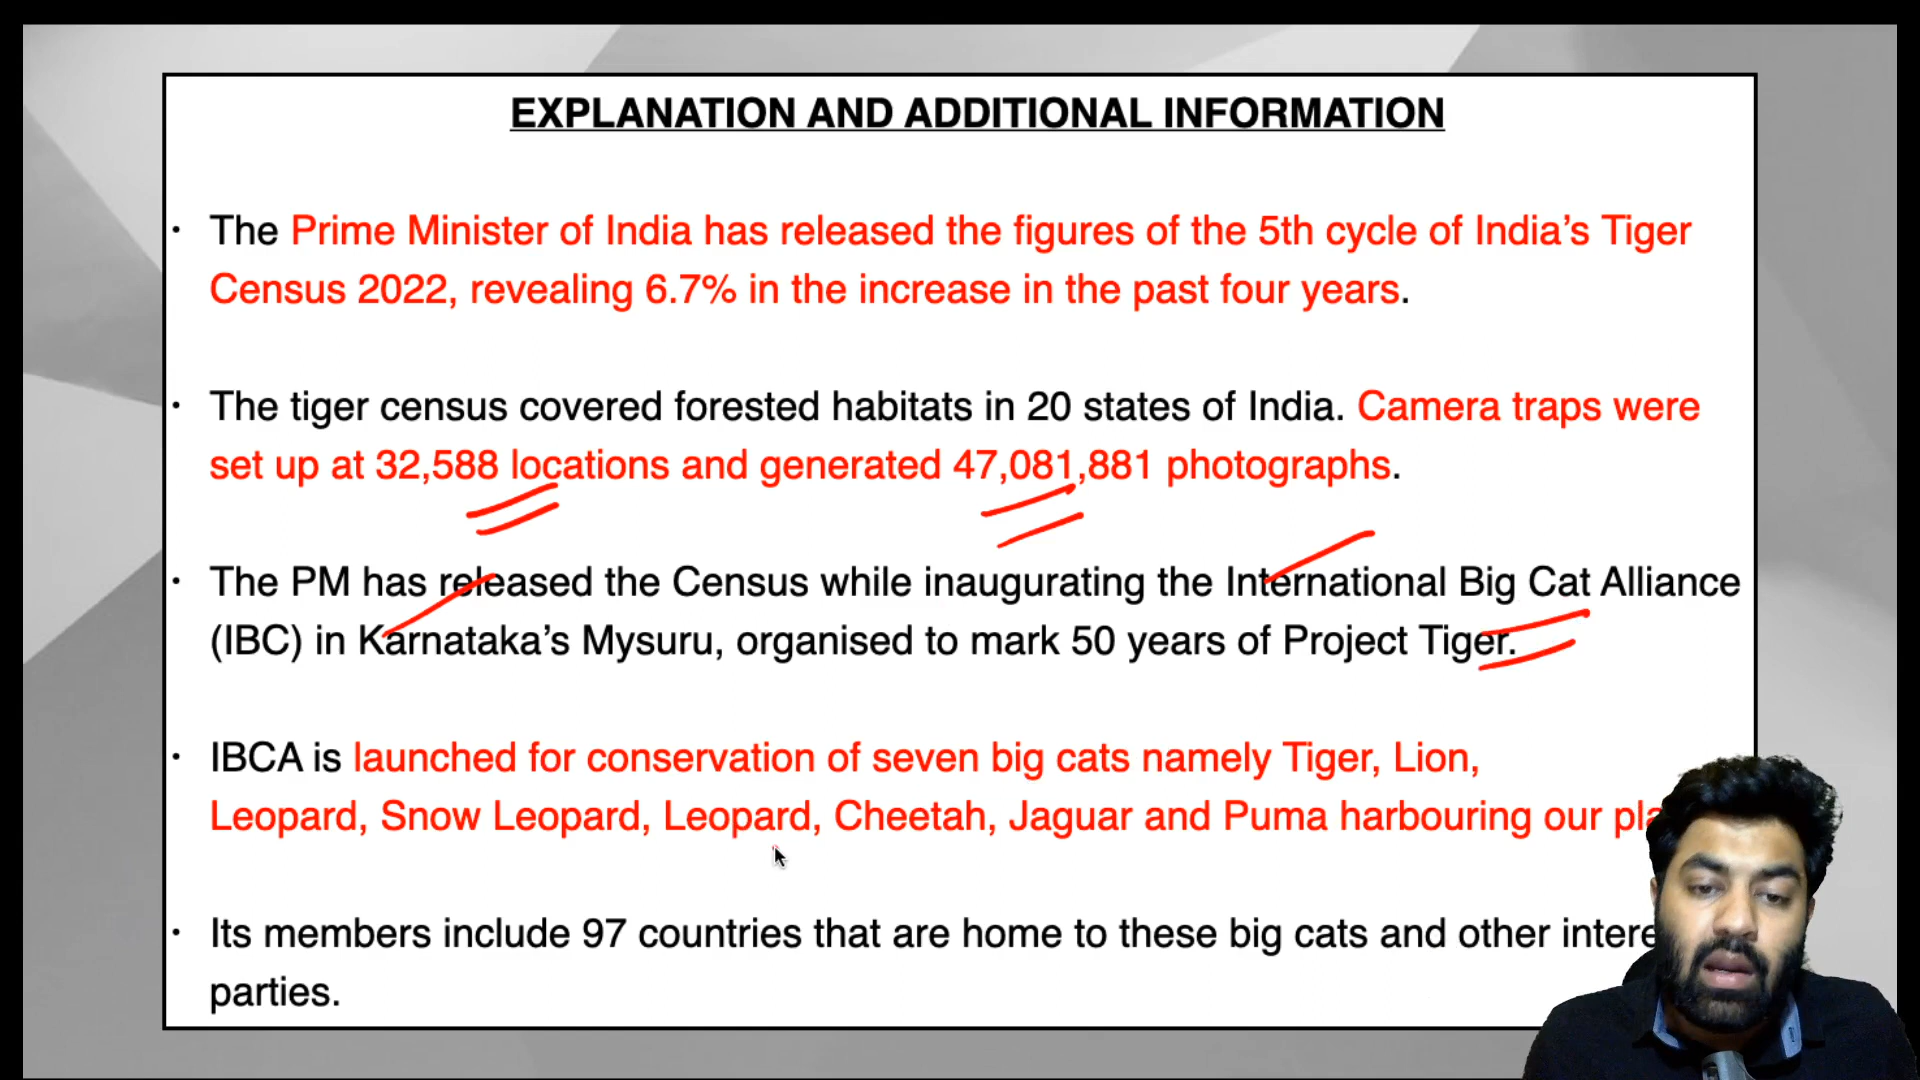 EXPLANATION AND ADDITIONAL INFORMATION
• The Prime Minister of India has released the figures of the 5th cycle of India’s Tiger
Census 2022, revealing 6.7% in the increase in the past four years.
• The tiger census covered forested habitats in 20 states of India. Camera traps were
set up at 32,588 locations and generated 47,081,881 photographs.
• The PM has released the Census while inaugurating the International Big Cat Alliance
(IBC) in Karnataka’s Mysuru, organised to mark 50 years of Project Tiger.
• IBCA is launched for conservation of seven big cats namely Tiger, Lion,
Leopard, Snow Leopard, Leopard, Cheetah, Jaguar and Puma harbouring our
• Its members include 97 countries that are home to these big cats and other
parties.